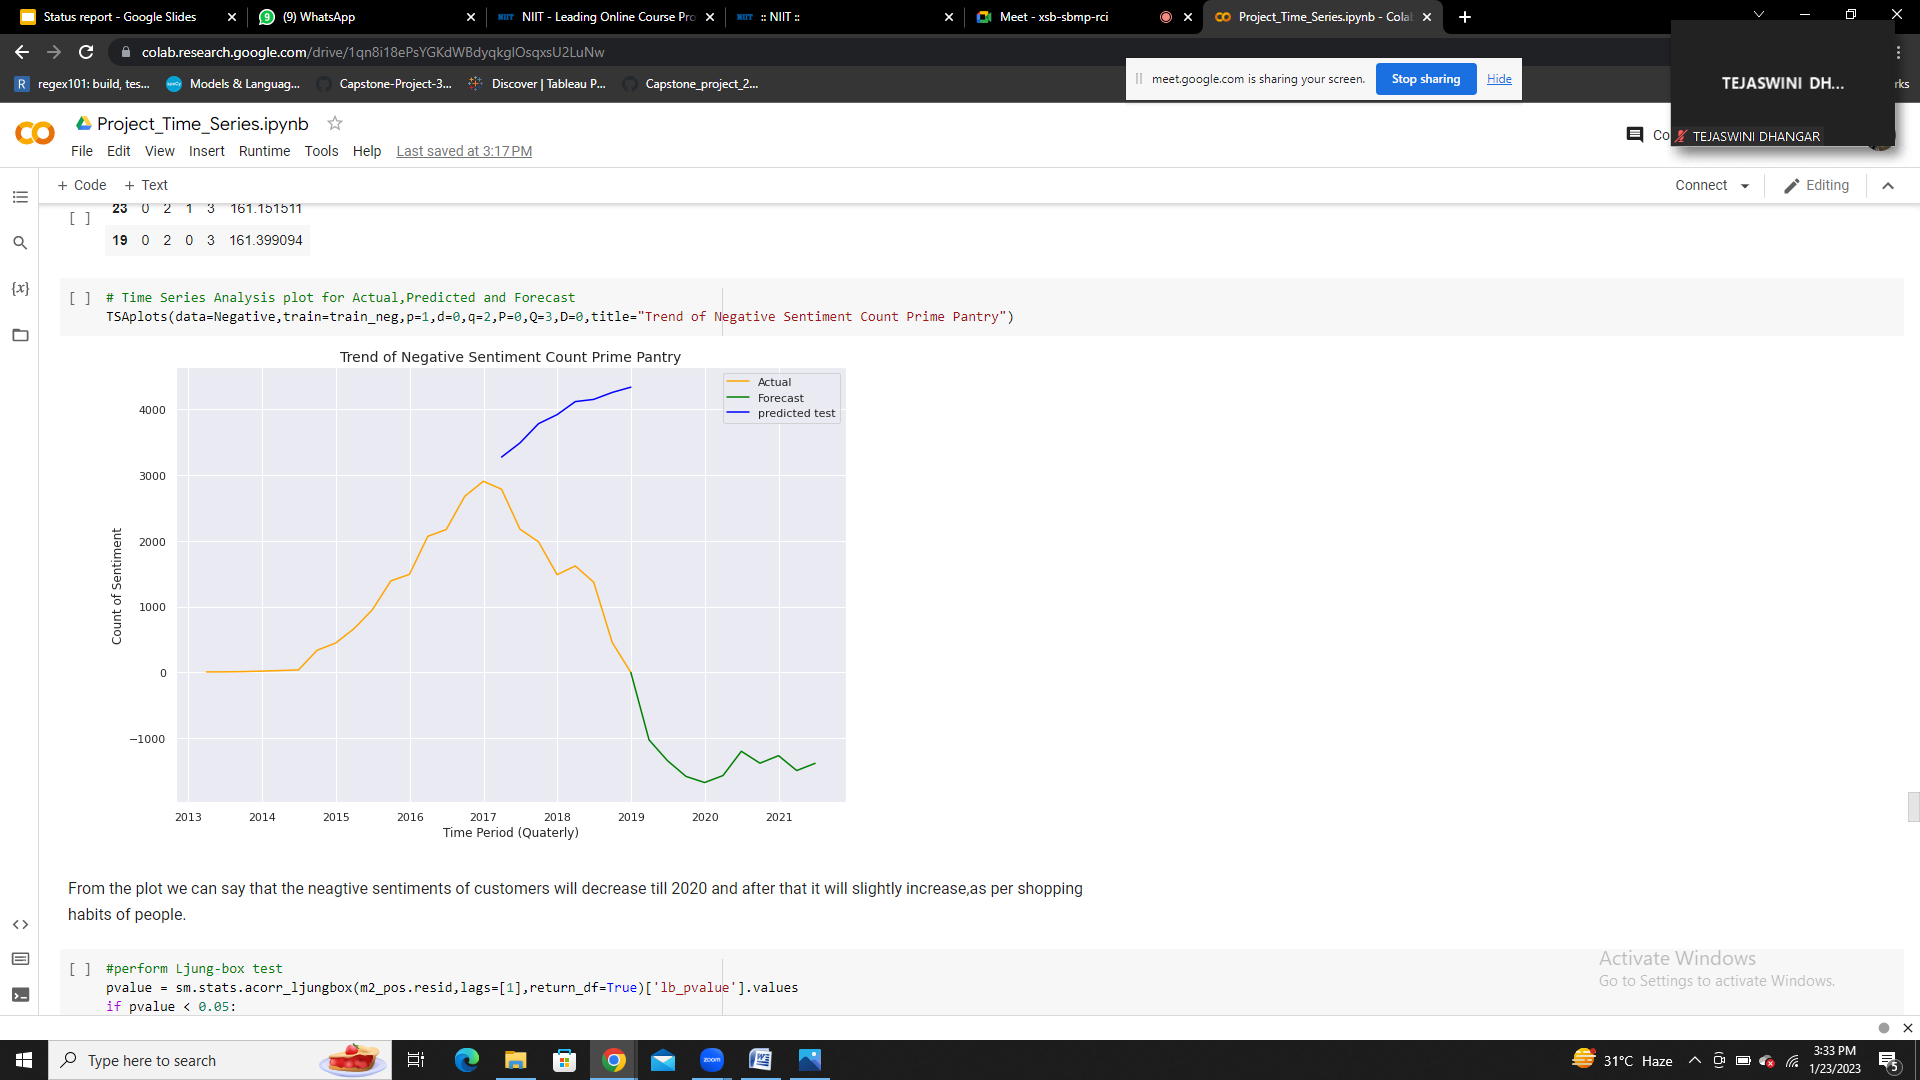 Status report - Google Slides
(9) WhatsApp
NIIT - Leading Online Course Pro
:: NIIT ::
Meet - xsb-sbmp-rci
Project_Time_Series.ipynb - Colab
colab.research.google.com/drive/1qn8i18ePsYGKdWBdyqkglOsqxsU2LuNw
regex101: build, tes...
Models & Languag...
Capstone-Project-3...
Discover | Tableau P...
Capstone_project_2...
rks
meet.google.com is sharing your screen.
Stop sharing
Hide
TEJASWINI DH...
TEJASWINI DHANGAR
Project_Time_Series.ipynb
Co
File Edit View Insert Runtime Tools Help Last saved at 3:17 PM
+ Code + Text
Connect
Editing
[ ]
23 0 2 1 3 161.151511
19 0 2 0 3 161.399094
{x}
[ ] # Time Series Analysis plot for Actual,Predicted and Forecast
TSAplots(data=Negative,train=train_neg,p=1,d=0,q=2,P=0,Q=3,D=0,title="Trend of Negative Sentiment Count Prime Pantry")
Trend of Negative Sentiment Count Prime Pantry
Actual
Forecast
predicted test
4000
3000
2000
1000
0
−1000
Count of Sentiment
2013 2014 2015 2016 2017 2018 2019 2020 2021
Time Period (Quaterly)
From the plot we can say that the neagtive sentiments of customers will decrease till 2020 and after that it will slightly increase,as per shopping
habits of people.
[ ] #perform Ljung-box test
pvalue = sm.stats.acorr_ljungbox(m2_pos.resid,lags=[1],return_df=True)['lb_pvalue'].values
if pvalue < 0.05:
Activate Windows
Go to Settings to activate Windows.
Type here to search
zoom
31°C Haze
3:33 PM
1/23/2023
5